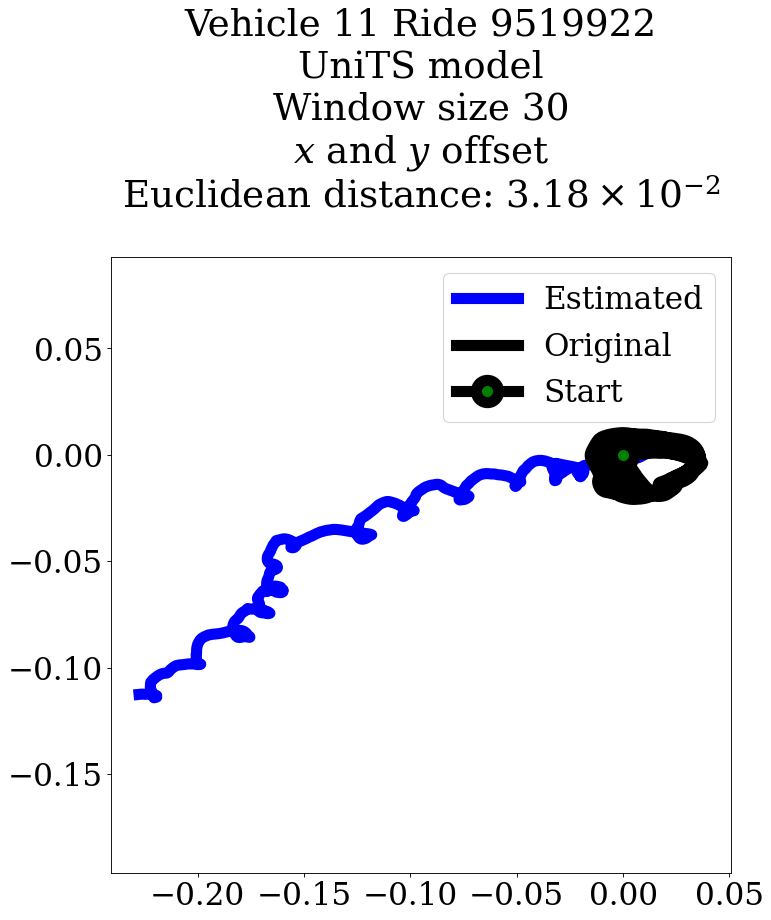 Vehicle 11 Ride 9519922
UniTS model
Window size 30
x and y offset
Euclidean distance: 3.18 × 10⁻²
Estimated
Original
Start
0.05
0.00
−0.05
−0.10
−0.15
−0.20 −0.15 −0.10 −0.05 0.00 0.05